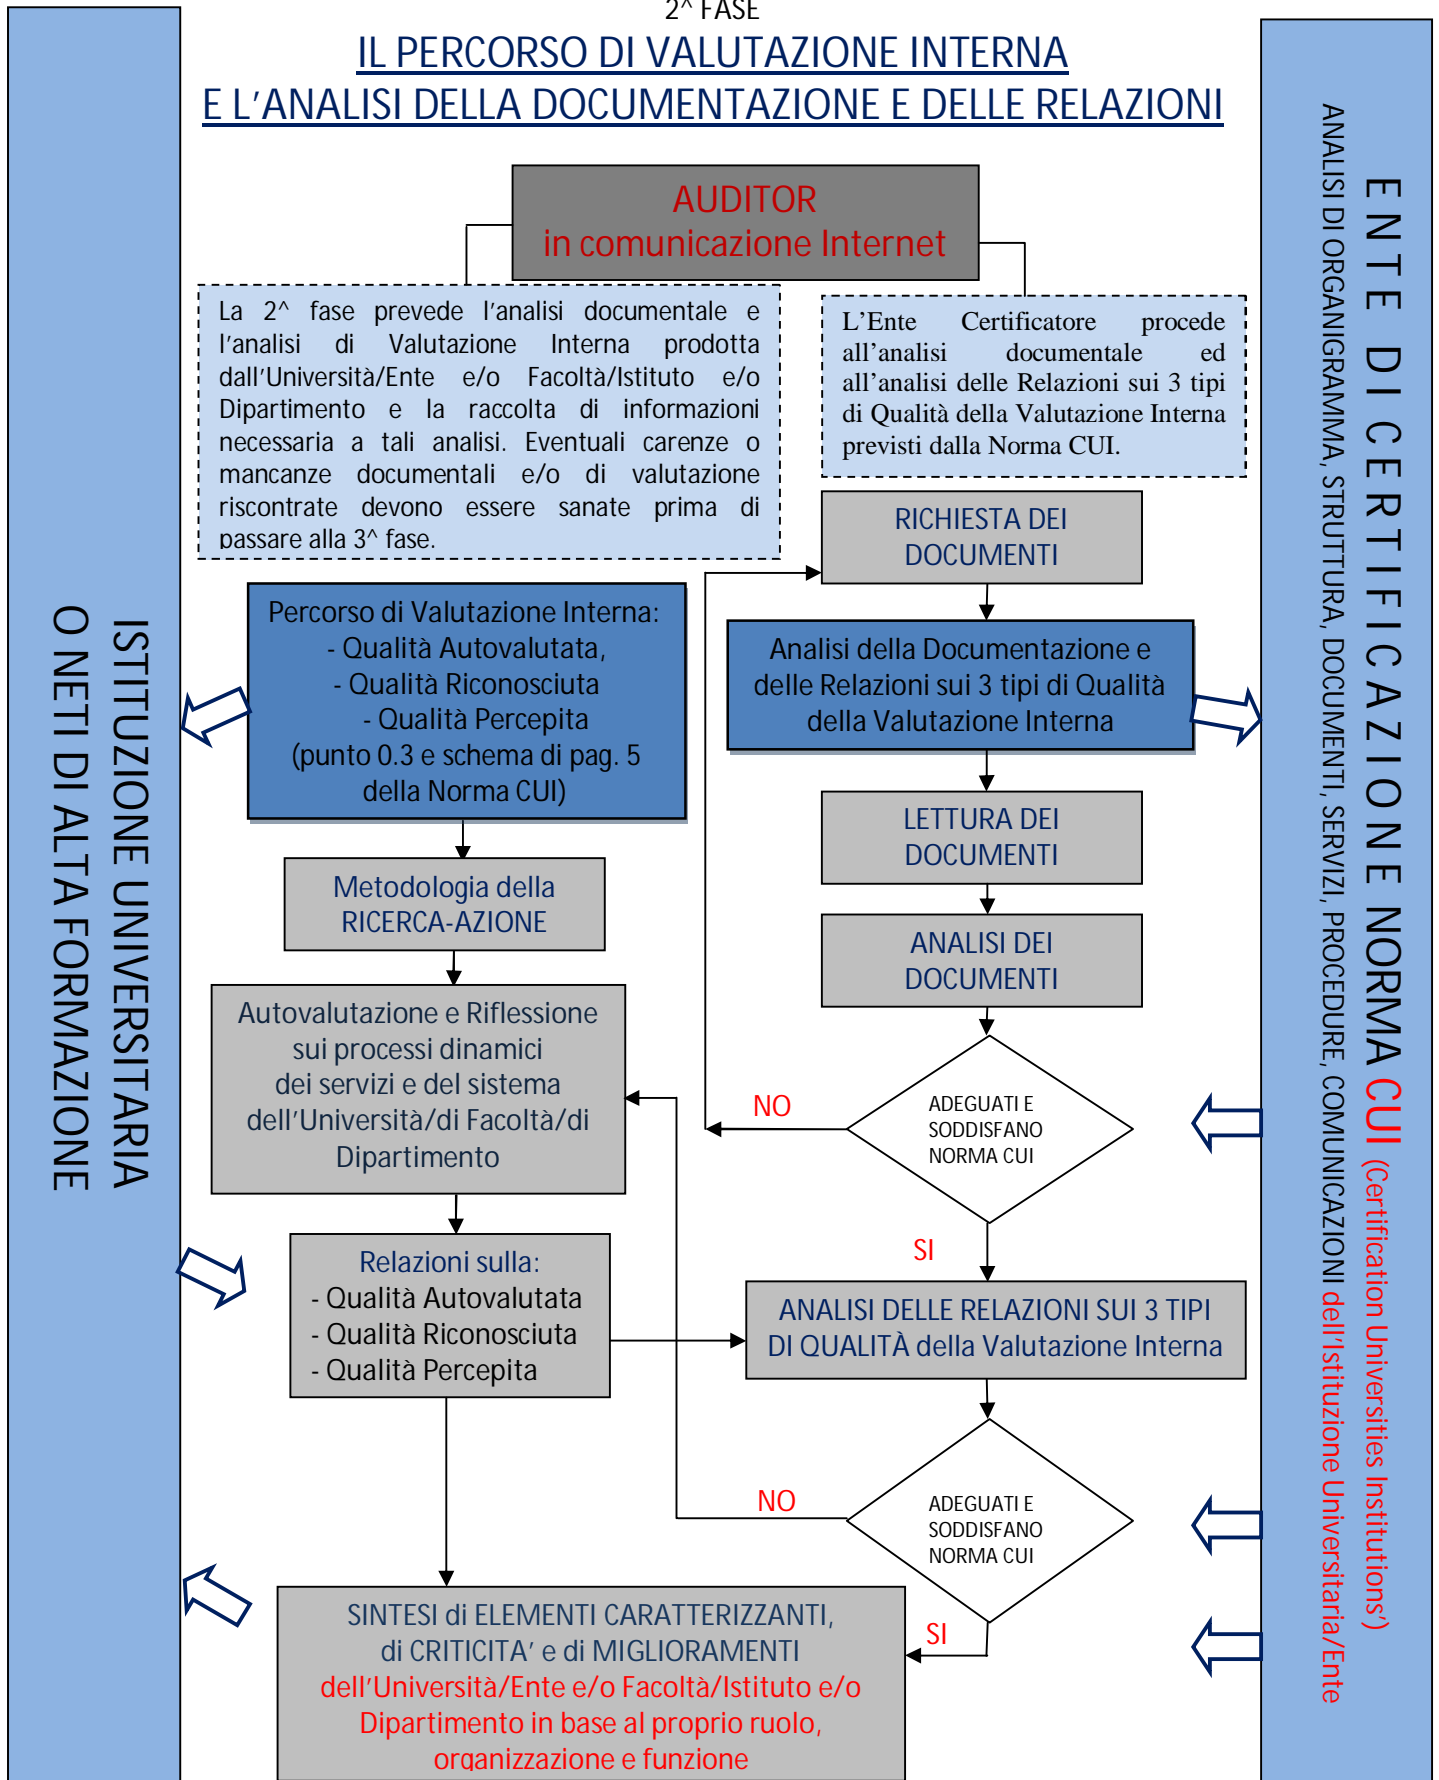 2^ FASE
IL PERCORSO DI VALUTAZIONE INTERNA
E L'ANALISI DELLA DOCUMENTAZIONE E DELLE RELAZIONI
AUDITOR
in comunicazione Internet
La 2^ fase prevede l'analisi documentale e
l'analisi di Valutazione Interna prodotta
dall'Università/Ente e/o Facoltà/Istituto e/o
Dipartimento e la raccolta di informazioni
necessaria a tali analisi. Eventuali carenze o
mancanze documentali e/o di valutazione
riscontrate devono essere sanate prima di
passare alla 3^ fase.
L'Ente Certificatore procede
all'analisi documentale ed
all'analisi delle Relazioni sui 3 tipi
di Qualità della Valutazione Interna
previsti dalla Norma CUI.
RICHIESTA DEI
DOCUMENTI
Percorso di Valutazione Interna:
- Qualità Autovalutata,
- Qualità Riconosciuta
- Qualità Percepita
(punto 0.3 e schema di pag. 5
della Norma CUI)
Analisi della Documentazione e
delle Relazioni sui 3 tipi di Qualità
della Valutazione Interna
LETTURA DEI
DOCUMENTI
Metodologia della
RICERCA-AZIONE
ANALISI DEI
DOCUMENTI
Autovalutazione e Riflessione
sui processi dinamici
dei servizi e del sistema
dell'Università/di Facoltà/di
Dipartimento
NO
ADEGUATI E
SODDISFANO
NORMA CUI
SI
Relazioni sulla:
- Qualità Autovalutata
- Qualità Riconosciuta
- Qualità Percepita
ANALISI DELLE RELAZIONI SUI 3 TIPI
DI QUALITÀ della Valutazione Interna
NO
ADEGUATI E
SODDISFANO
NORMA CUI
SI
SINTESI di ELEMENTI CARATTERIZZANTI,
di CRITICITA' e di MIGLIORAMENTI
dell'Università/Ente e/o Facoltà/Istituto e/o
Dipartimento in base al proprio ruolo,
organizzazione e funzione
ISTITUZIONE UNIVERSITARIA
O NETI DI ALTA FORMAZIONE
ENTE DI CERTIFICAZIONE NORMA CUI (Certification Universities Institutions')
ANALISI DI ORGANIGRAMMA, STRUTTURA, DOCUMENTI, SERVIZI, PROCEDURE, COMUNICAZIONI dell'Istituzione Universitaria/Ente